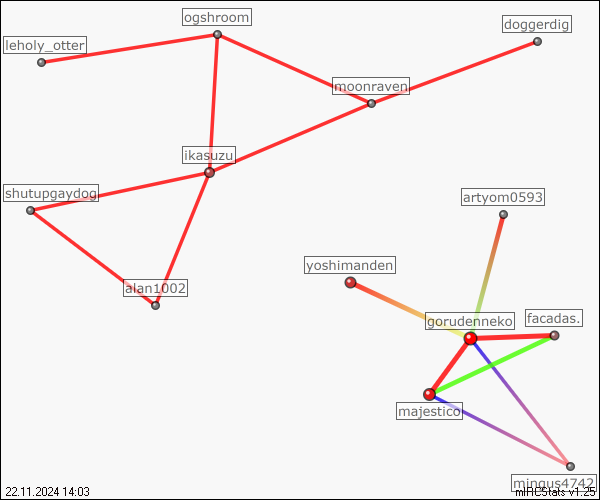 ogshroom
doggerdig
leholy_otter
moonraven
ikasuzu
shutupgaydog
artyom0593
yoshimanden
alan1002
facadas.
gorudenneko
majestico
mingus4742
22.11.2024 14:03
mIRCStats v1.25